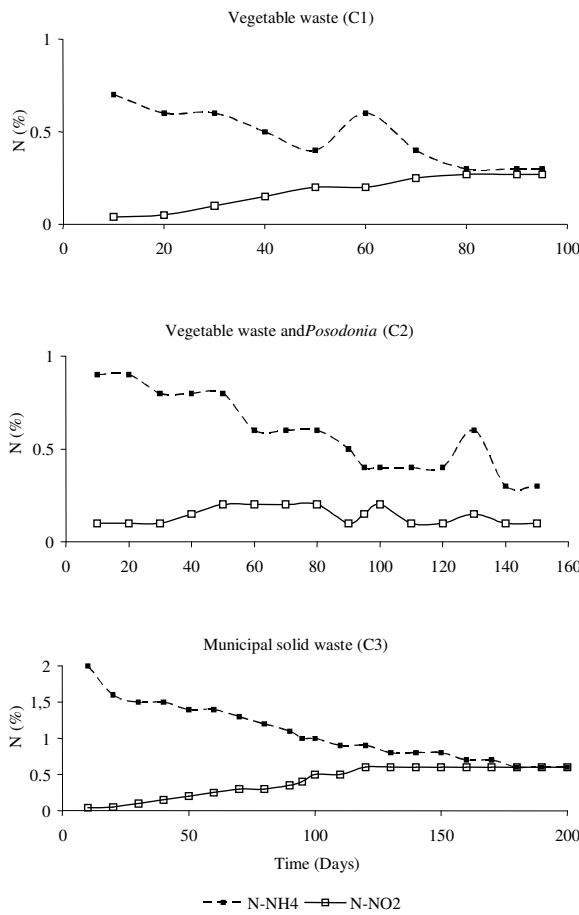 Vegetable waste (C1)
1
0.5
0
N (%)
0 20 40 60 80 100
Vegetable waste andPosodonia (C2)
1
0.5
0
N (%)
0 20 40 60 80 100 120 140 160
Municipal solid waste (C3)
2
1,5
1
0.5
0
N (%)
0 50 100 150 200
Time (Days)
N-NH4 N-NO2